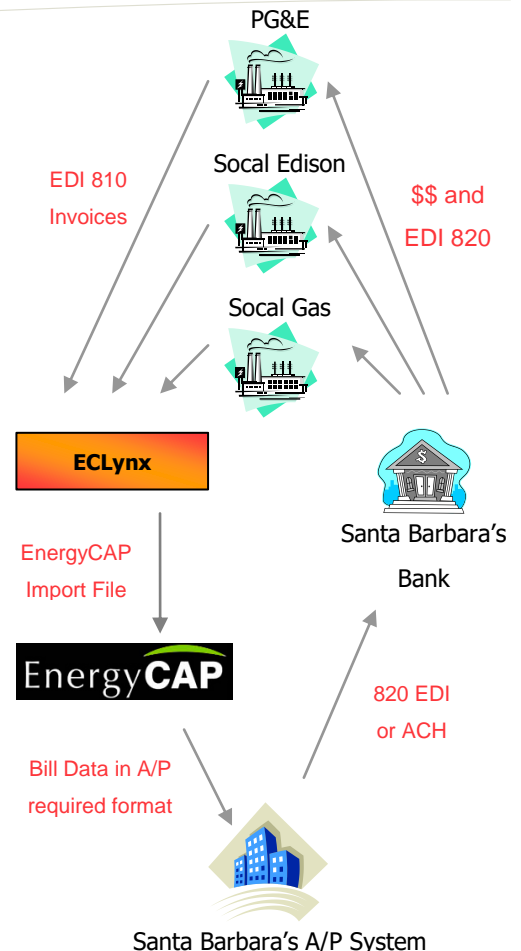 PG&E
Socal Edison
EDI 810
Invoices
$$ and
EDI 820
Socal Gas
ECLynx
$
Santa Barbara’s
Bank
EnergyCAP
Import File
EnergyCAP
820 EDI
or ACH
Bill Data in A/P
required format
Santa Barbara’s A/P System